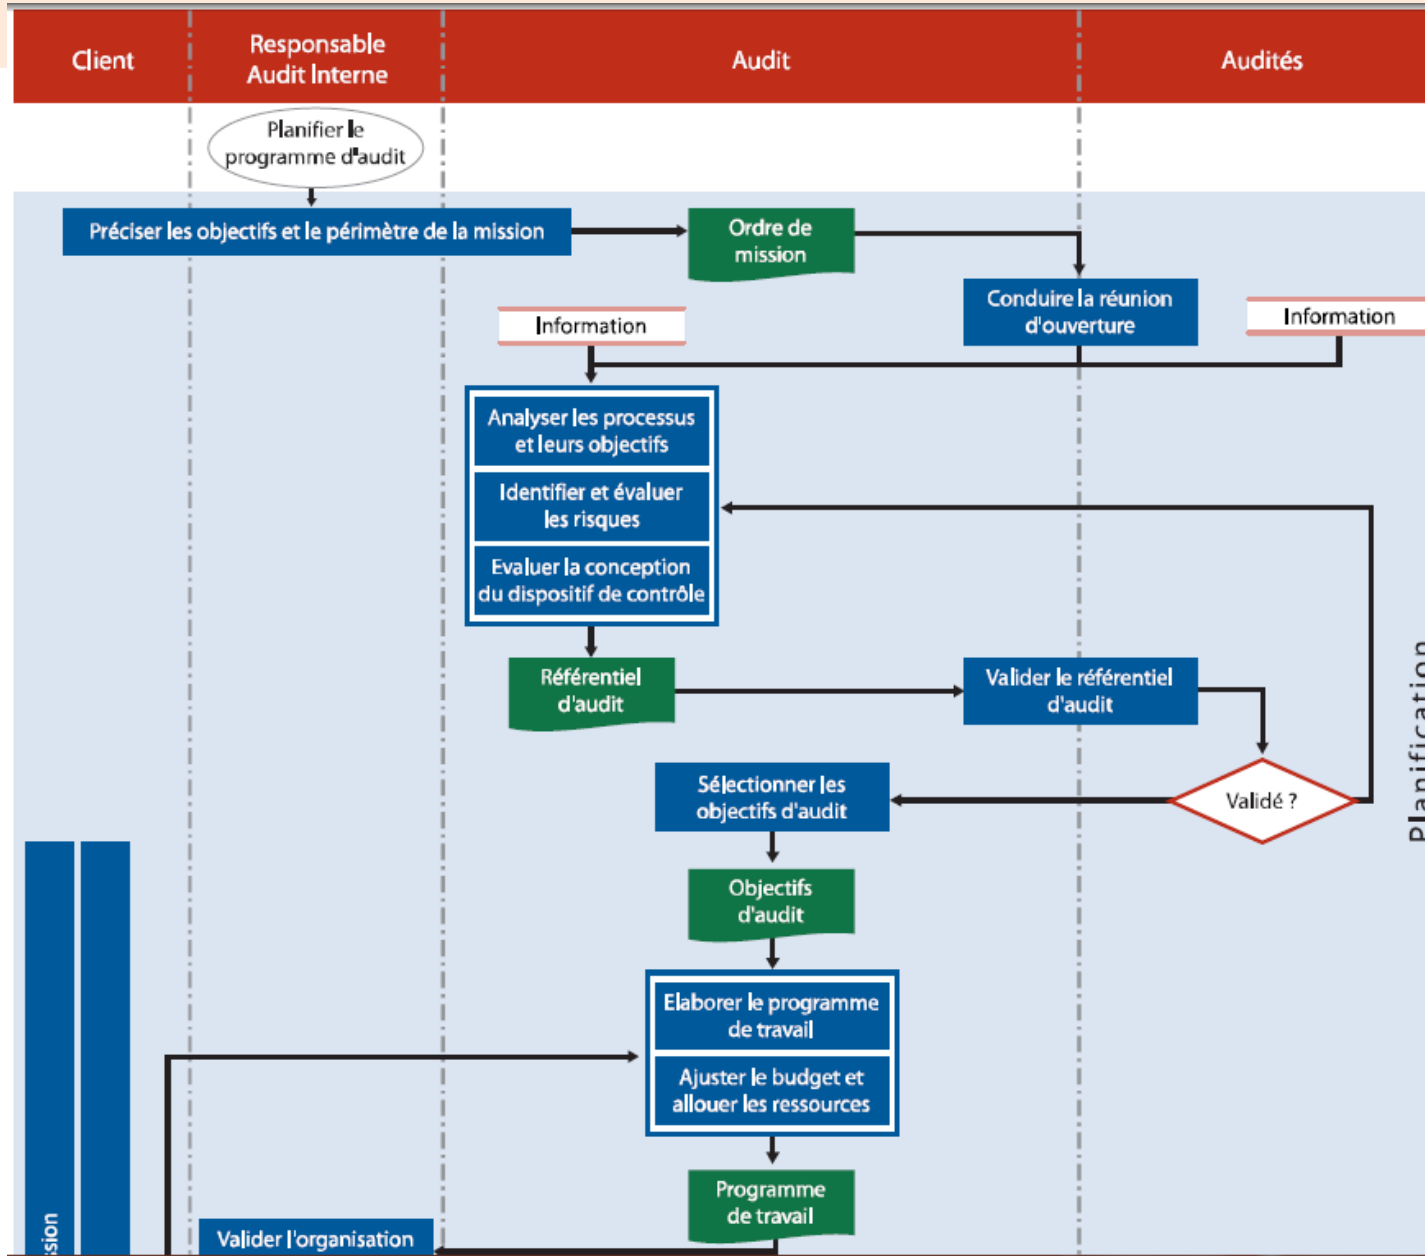 Client
Responsable
Audit Interne
Audit
Audités
Planifier le
programme d'audit
Préciser les objectifs et le périmètre de la mission
Ordre de
mission
Conduire la réunion
d'ouverture
Information
Information
Analyser les processus
et leurs objectifs
Identifier et évaluer
les risques
Evaluer la conception
du dispositif de contrôle
Référentiel
d'audit
Valider le référentiel
d'audit
Planification
Sélectionner les
objectifs d'audit
Validé ?
Objectifs
d'audit
Elaborer le programme
de travail
Ajuster le budget et
allouer les ressources
Programme
de travail
Valider l'organisation
ssion